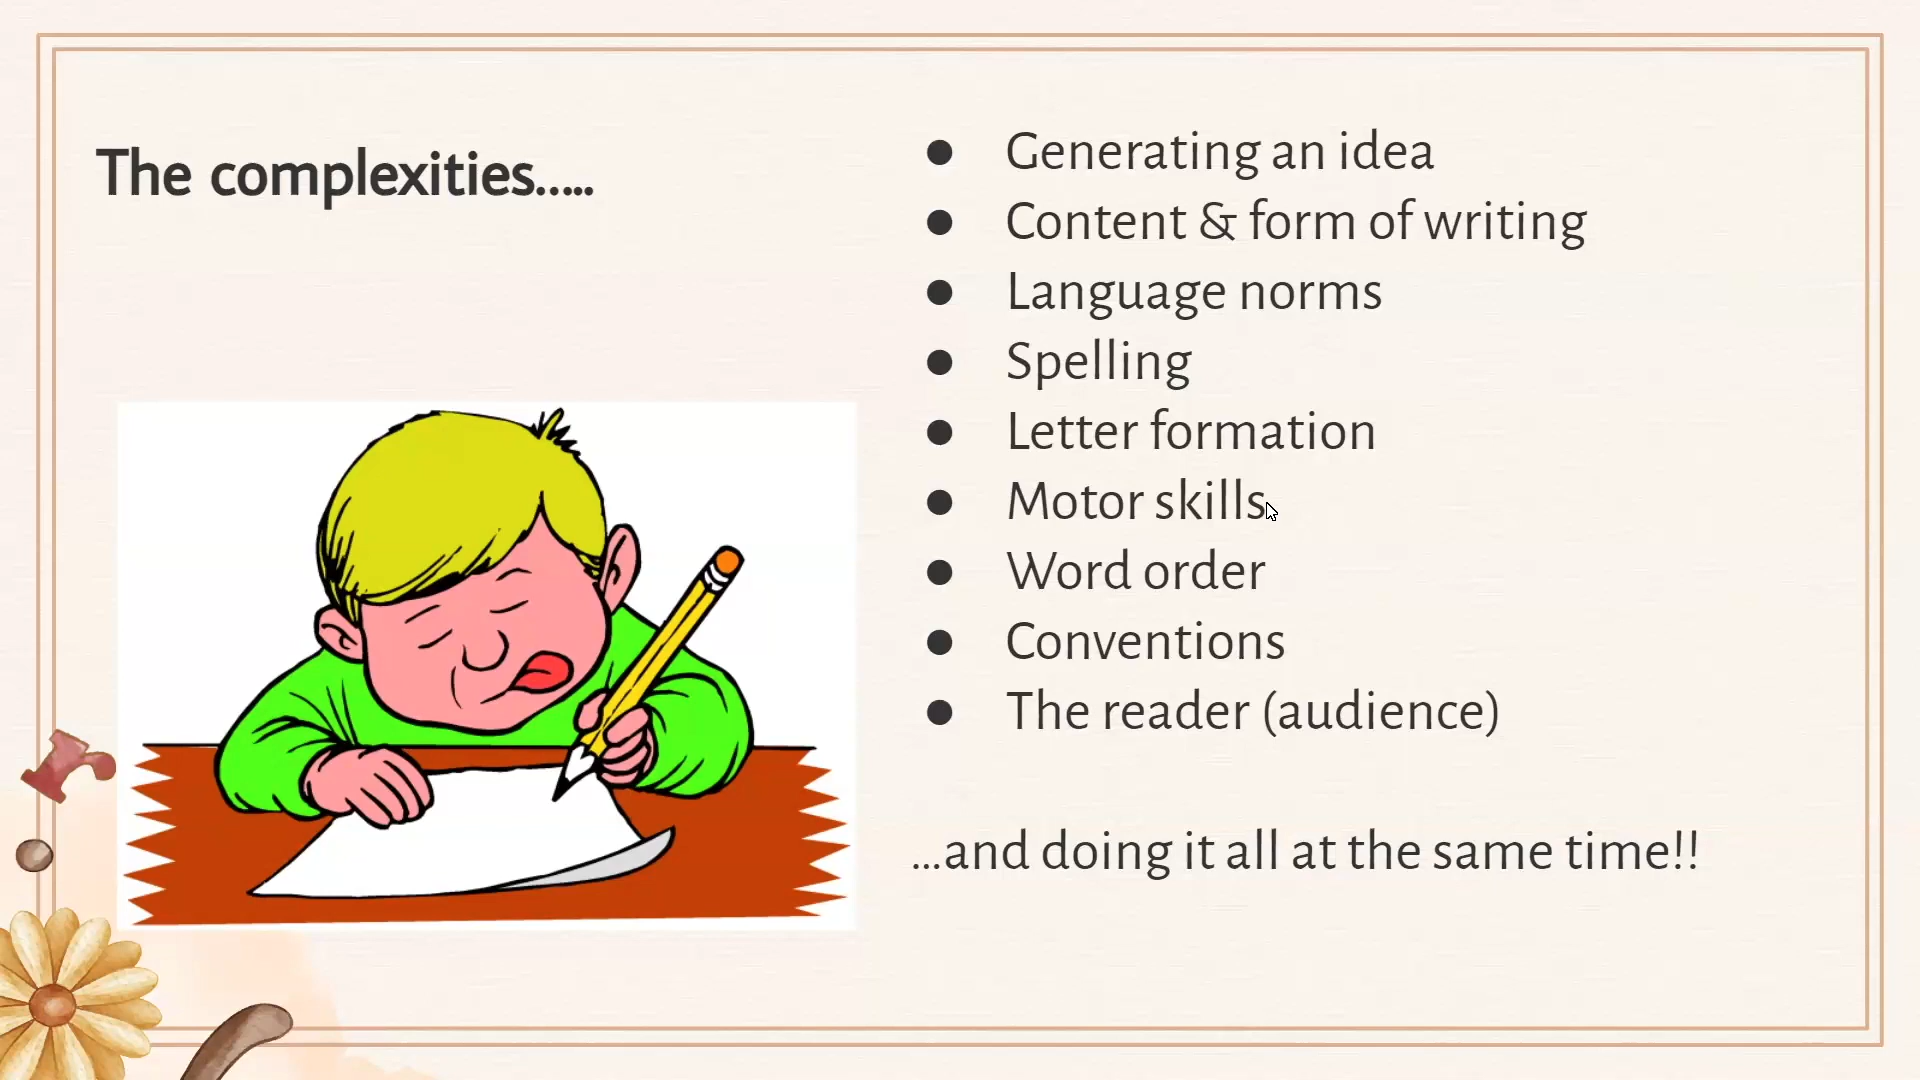 The complexities.....
● Generating an idea
● Content & form of writing
● Language norms
● Spelling
● Letter formation
● Motor skills
● Word order
● Conventions
● The reader (audience)
...and doing it all at the same time!!